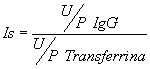 Is = U/P IgG
U/P Transferrina